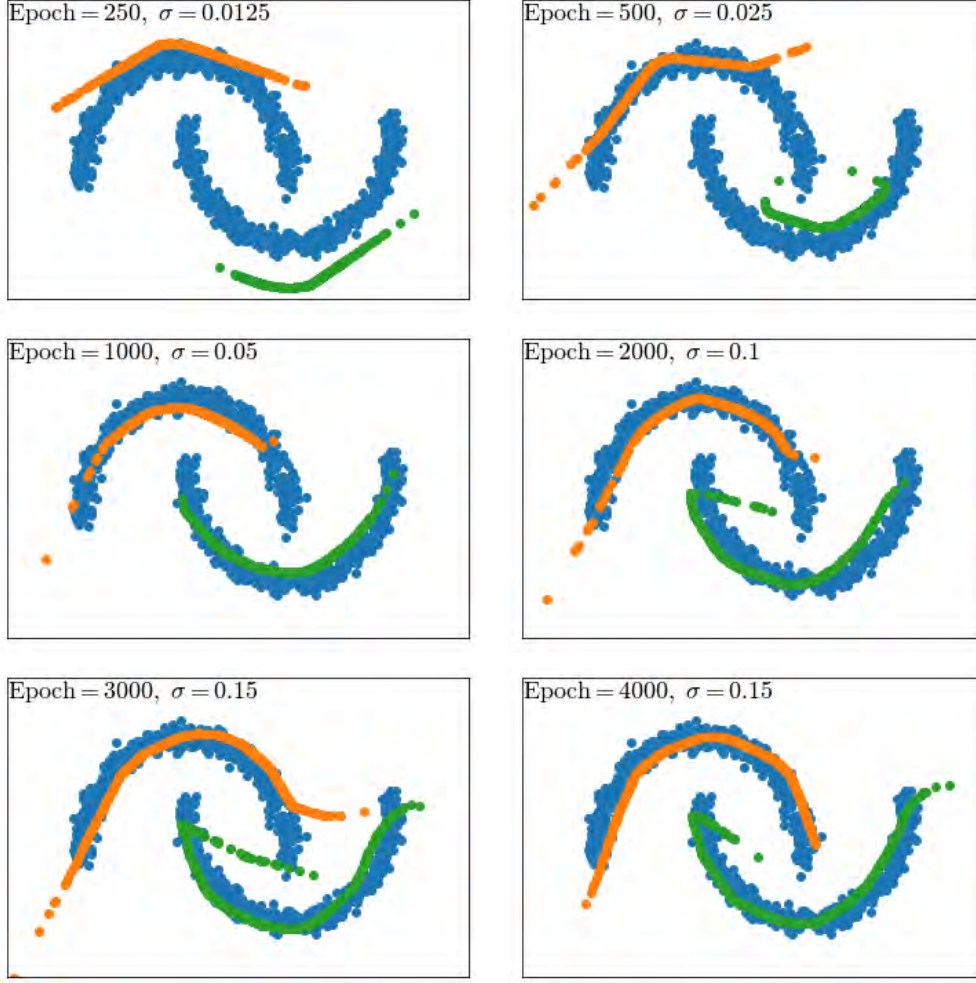 Epoch = 250, σ = 0.0125
Epoch = 500, σ = 0.025
Epoch = 1000, σ = 0.05
Epoch = 2000, σ = 0.1
Epoch = 3000, σ = 0.15
Epoch = 4000, σ = 0.15